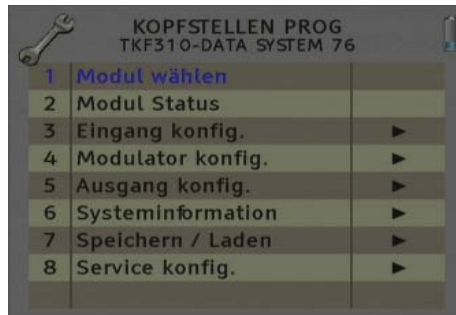 KOPFSTELLEN PROG
TKF310-DATA SYSTEM 76
1 Modul wählen
2 Modul Status
3 Eingang konfig.
4 Modulator konfig.
5 Ausgang konfig.
6 Systeminformation
7 Speichern / Laden
8 Service konfig.